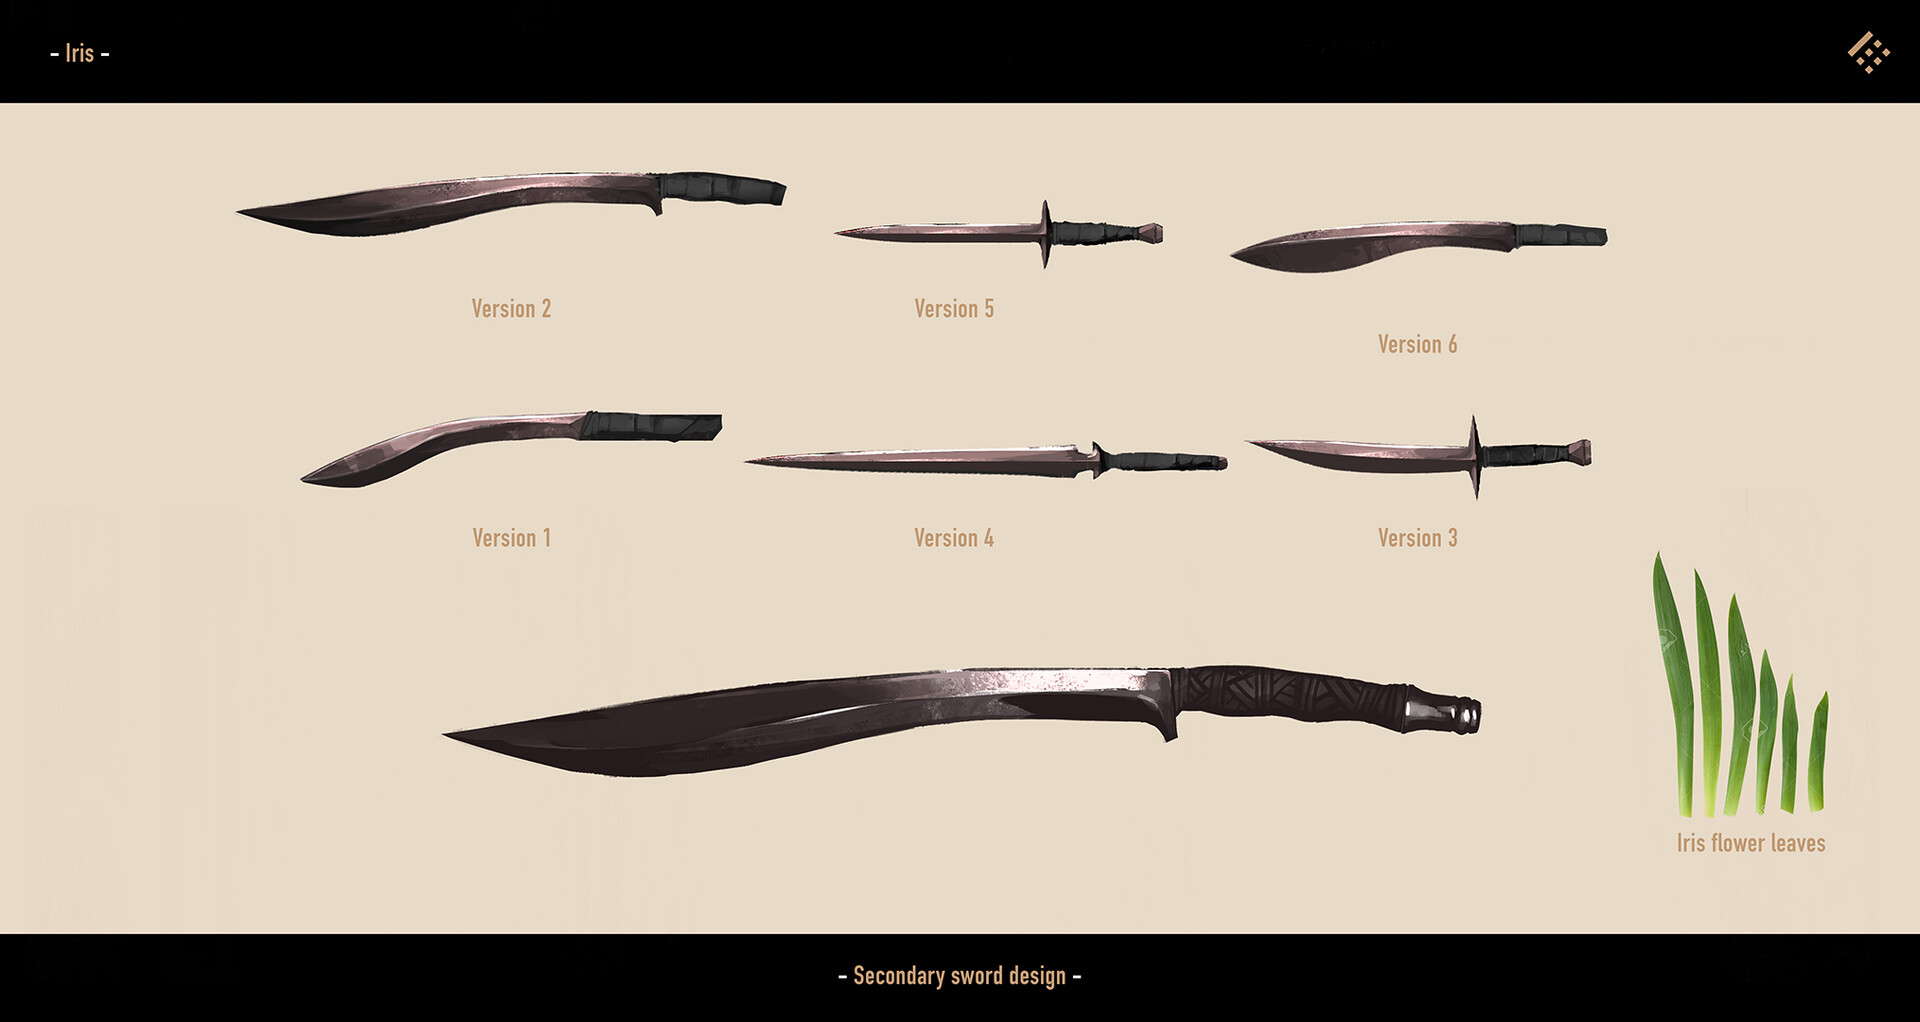 - Iris -
Version 2
Version 5
Version 6
Version 1
Version 4
Version 3
Iris flower leaves
- Secondary sword design -